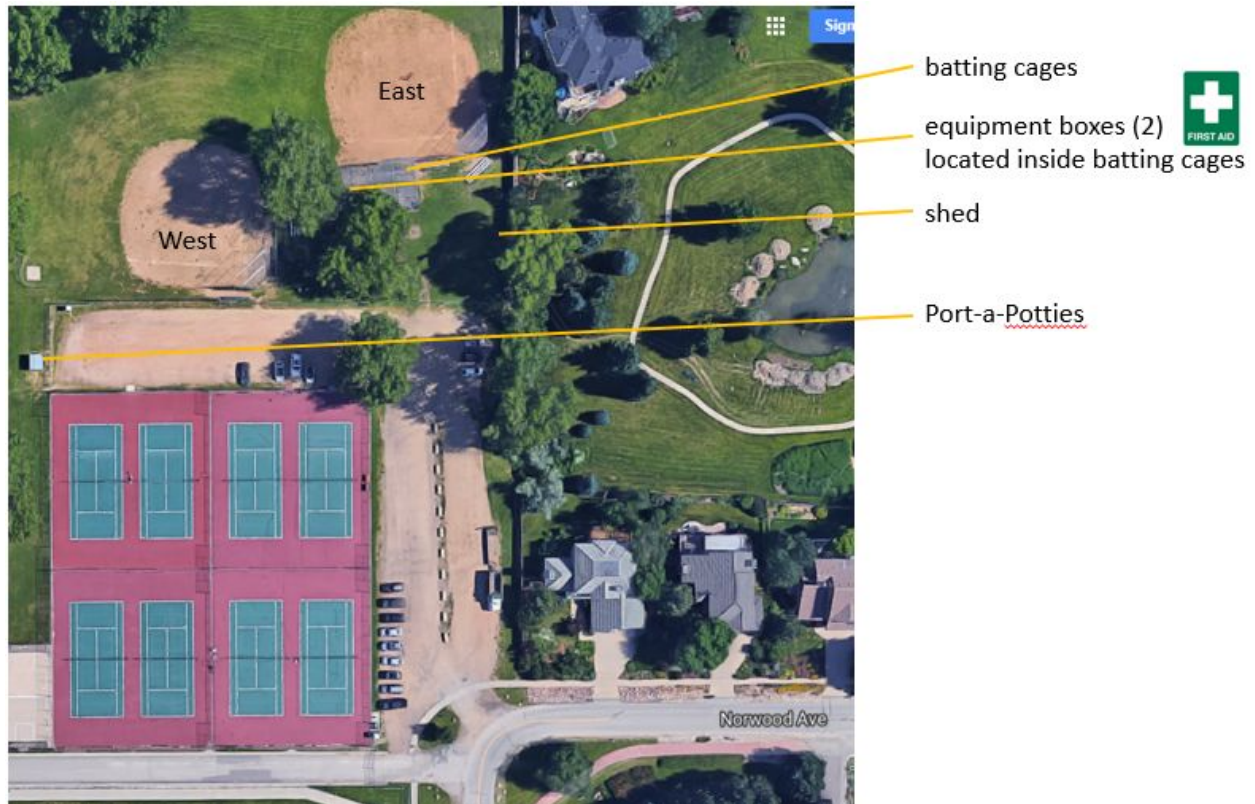 Sign
East
batting cages
equipment boxes (2)
located inside batting cages
FIRST AID
West
shed
Port-a-Potties
Norwood Ave